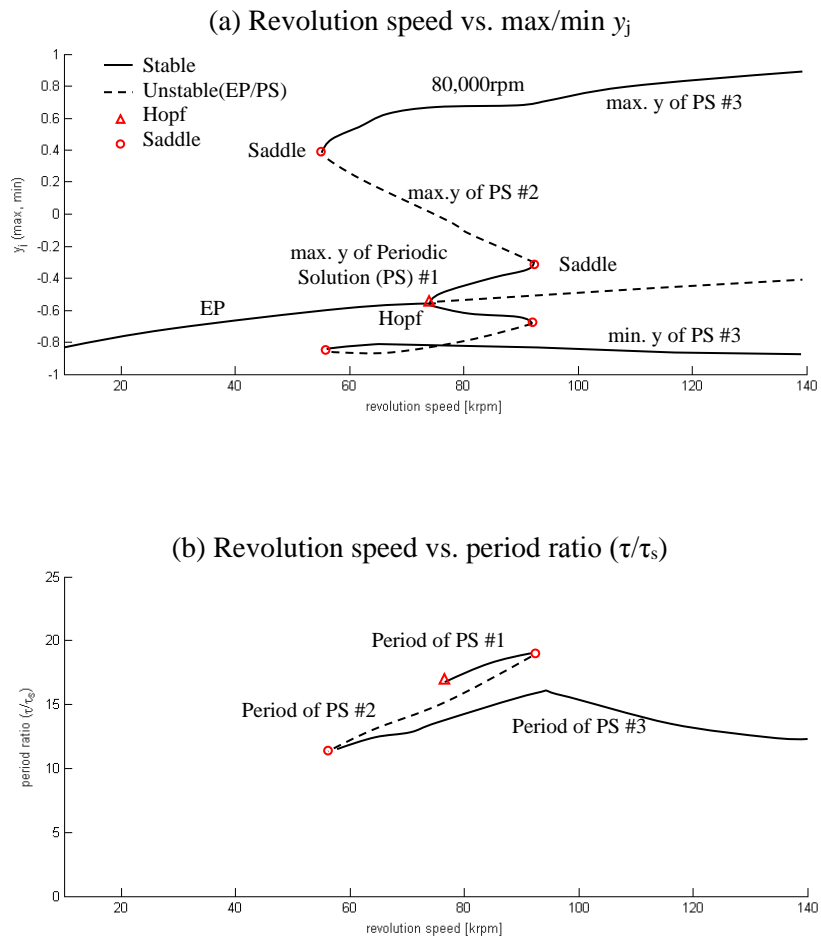 (a) Revolution speed vs. max/min yj
1
0.8
0.6
0.4
0.2
0
-0.2
-0.4
-0.6
-0.8
-1
yj (max, min)
Stable
Unstable(EP/PS)
Hopf
Saddle
80,000rpm
max. y of PS #3
Saddle
max.y of PS #2
max. y of Periodic
Solution (PS) #1
Saddle
EP
Hopf
min. y of PS #3
20 40 60 80 100 120 140
revolution speed [krpm]
(b) Revolution speed vs. period ratio (τ/τs)
25
20
15
10
5
0
period ratio (τ/τs)
Period of PS #1
Period of PS #2
Period of PS #3
20 40 60 80 100 120 140
revolution speed [krpm]